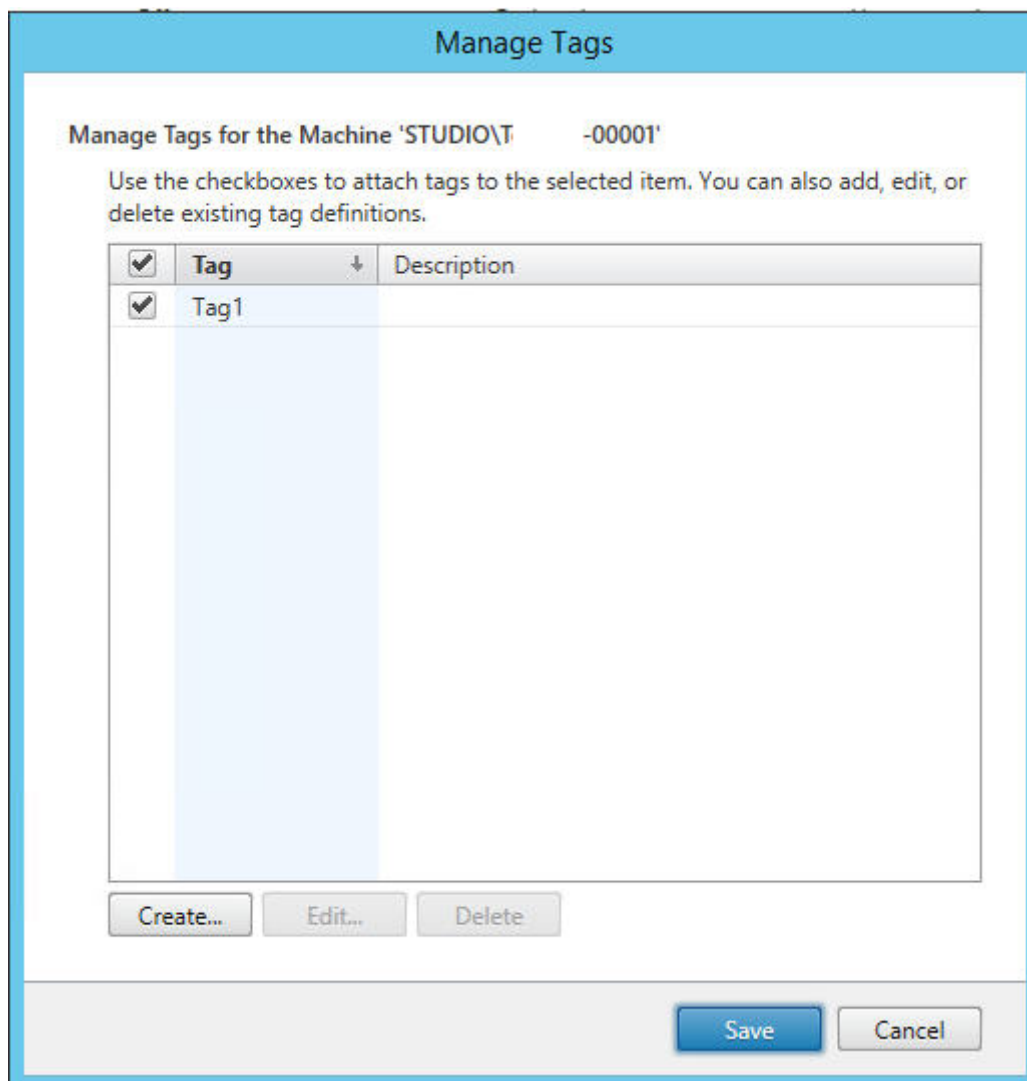 Manage Tags
Manage Tags for the Machine 'STUDIO\T -00001'
Use the checkboxes to attach tags to the selected item. You can also add, edit, or
delete existing tag definitions.
Tag Description
Tag1
Create... Edit... Delete
Save Cancel